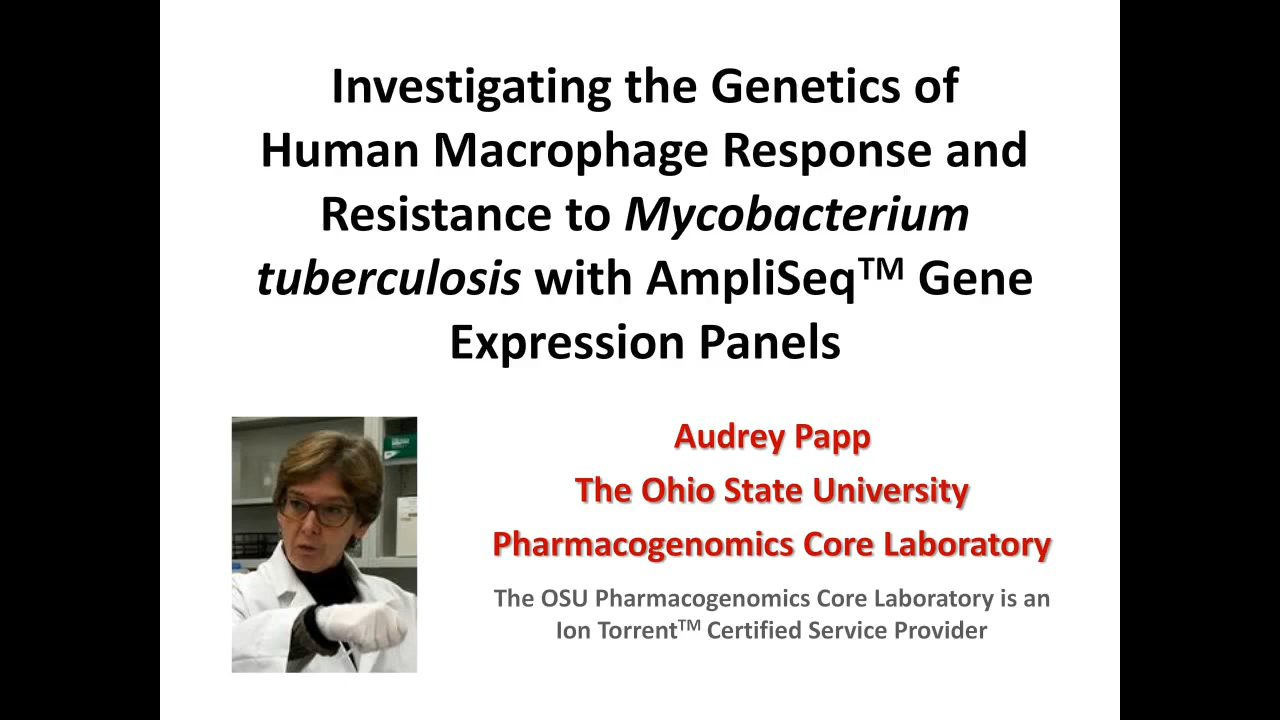 Investigating the Genetics of
Human Macrophage Response and
Resistance to Mycobacterium
tuberculosis with AmpliSeqTM Gene
Expression Panels
Audrey Papp
The Ohio State University
Pharmacogenomics Core Laboratory
The OSU Pharmacogenomics Core Laboratory is an
Ion TorrentTM Certified Service Provider